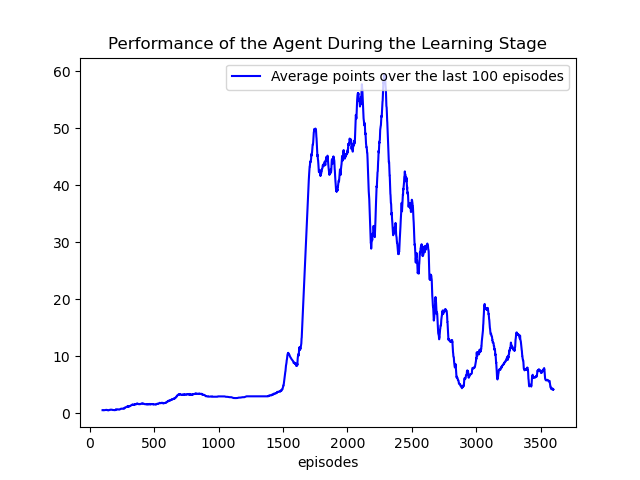 Performance of the Agent During the Learning Stage
Average points over the last 100 episodes
60
50
40
30
20
10
0
0 500 1000 1500 2000 2500 3000 3500
episodes